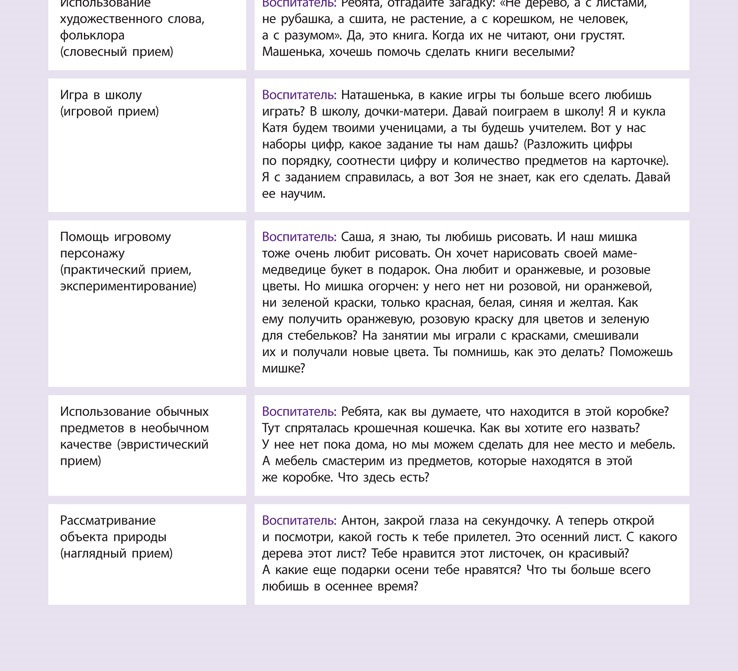 Использование
художественного слова,
фольклора
(словесный прием)
Воспитатель: Ребята, отгадайте загадку: «Не дерево, а с листами,
не рубашка, а сшита, не растение, а с корешком, не человек,
а с разумом». Да, это книга. Когда их не читают, они грустят.
Машенька, хочешь помочь сделать книги веселыми?
Игра в школу
(игровой прием)
Воспитатель: Наташенька, в какие игры ты больше всего любишь
играть? В школу, дочки-матери. Давай поиграем в школу! Я и кукла
Катя будем твоими ученицами, а ты будешь учителем. Вот у нас
наборы цифр, какое задание ты нам дашь? (Разложить цифры
по порядку, соотнести цифру и количество предметов на карточке).
Я с заданием справилась, а вот Зоя не знает, как его сделать. Давай
ее научим.
Помощь игровому
персонажу
(практический прием,
экспериментирование)
Воспитатель: Саша, я знаю, ты любишь рисовать. И наш мишка
тоже очень любит рисовать. Он хочет нарисовать своей маме-
медведице букет в подарок. Она любит и оранжевые, и розовые
цветы. Но мишка огорчен: у него нет ни розовой, ни оранжевой,
ни зеленой краски, только красная, белая, синяя и желтая. Как
ему получить оранжевую, розовую краску для цветов и зеленую
для стебельков? На занятии мы играли с красками, смешивали
их и получали новые цвета. Ты помнишь, как это делать? Поможешь
мишке?
Использование обычных
предметов в необычном
качестве (эвристический
прием)
Воспитатель: Ребята, как вы думаете, что находится в этой коробке?
Тут спряталась крошечная кошечка. Как вы хотите его назвать?
У нее нет пока дома, но мы можем сделать для нее место и мебель.
А мебель смастерим из предметов, которые находятся в этой
же коробке. Что здесь есть?
Рассматривание
объекта природы
(наглядный прием)
Воспитатель: Антон, закрой глаза на секундочку. А теперь открой
и посмотри, какой гость к тебе прилетел. Это осенний лист. С какого
дерева этот лист? Тебе нравится этот листочек, он красивый?
А какие еще подарки осени тебе нравятся? Что ты больше всего
любишь в осеннее время?